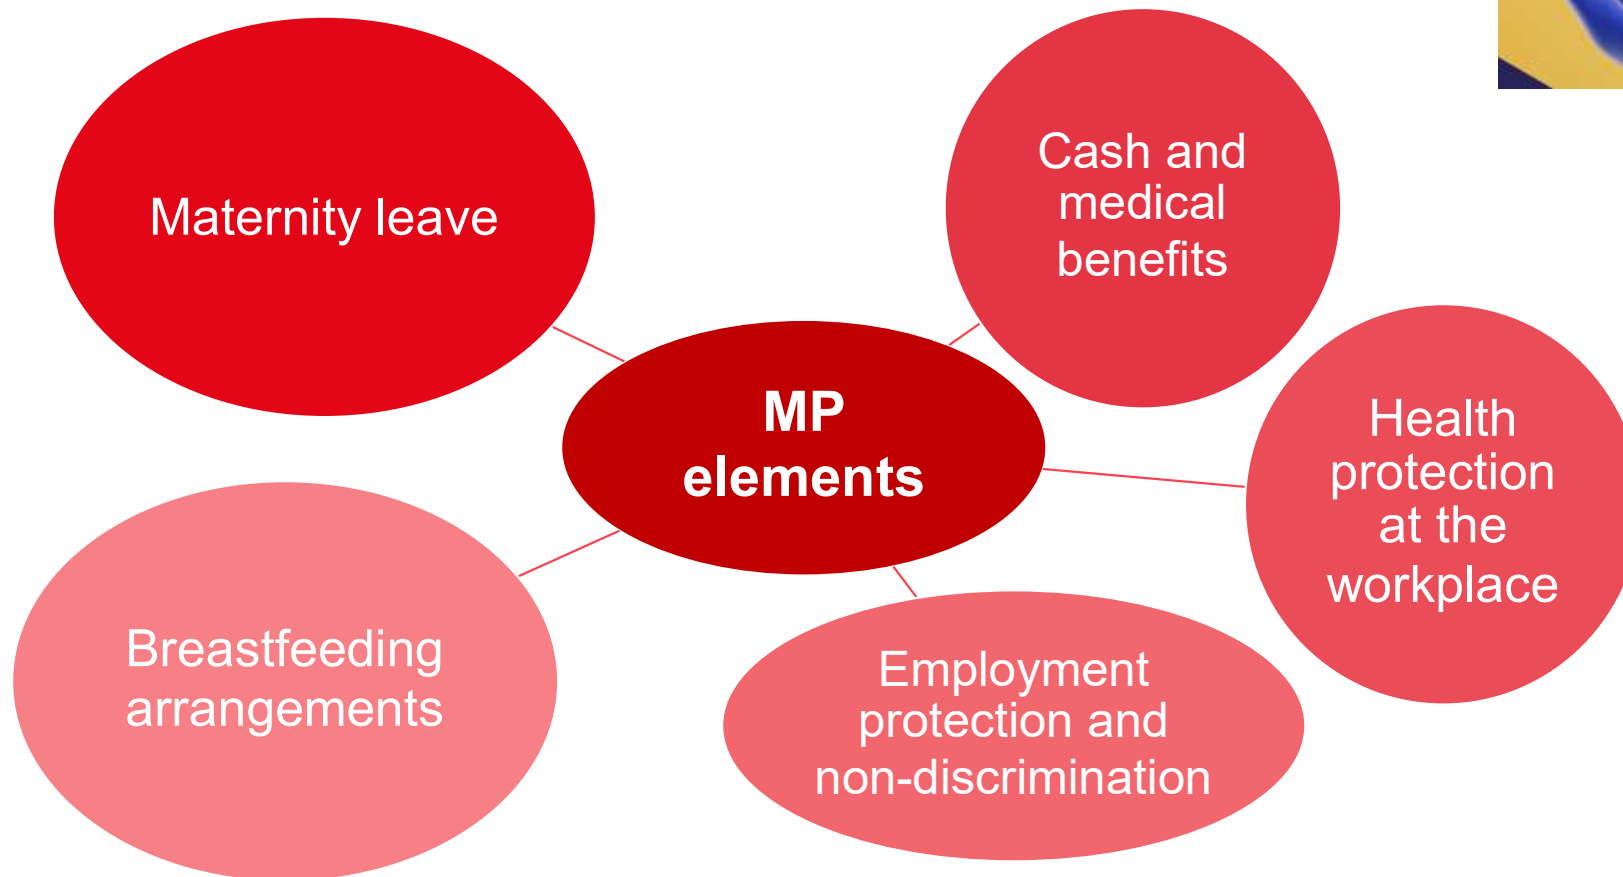 Maternity leave
Cash and
medical
benefits
MP
elements
Health
protection
at the
workplace
Breastfeeding
arrangements
Employment
protection and
non-discrimination